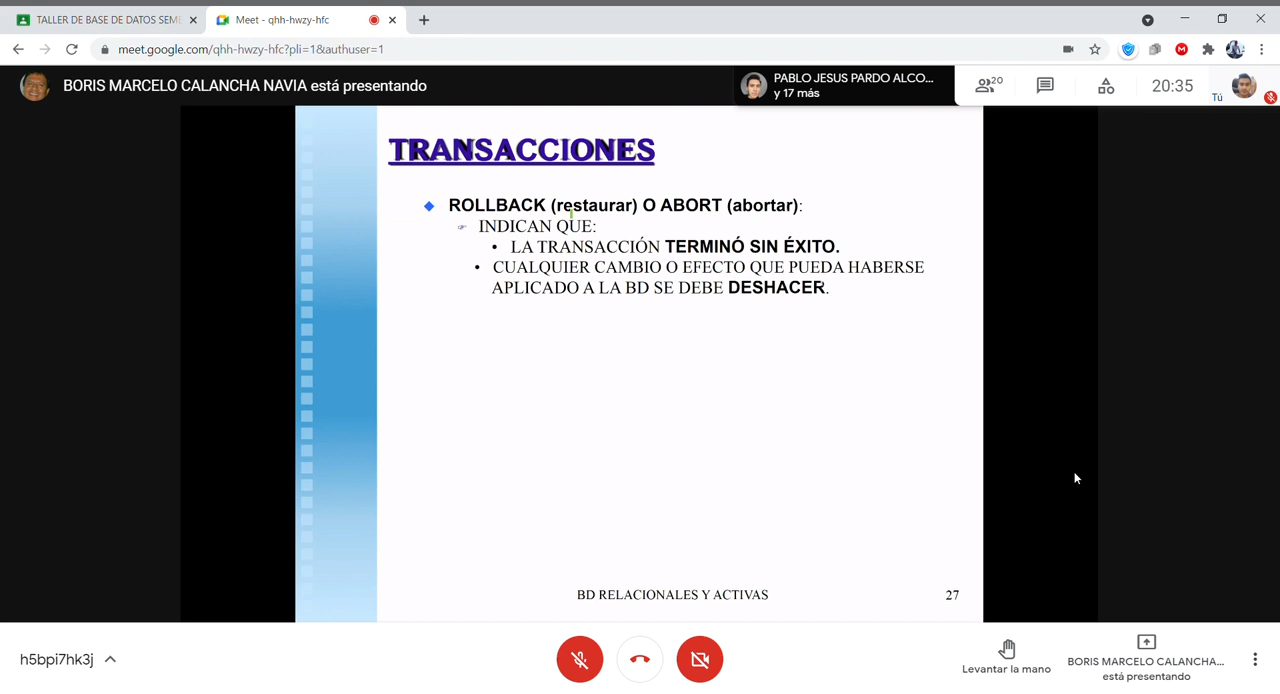 TALLER DE BASE DE DATOS SEME
Meet - qhh-hwzy-hfc
meet.google.com/qhh-hwzy-hfc?pli=1&authuser=1
BORIS MARCELO CALANCHA NAVIA está presentando
PABLO JESUS PARDO ALCO...
y 17 más
20
20:35
Tú
TRANSACCIONES
ROLLBACK (restaurar) O ABORT (abortar):
INDICAN QUE:
• LA TRANSACCIÓN TERMINÓ SIN ÉXITO.
• CUALQUIER CAMBIO O EFECTO QUE PUEDA HABERSE
APLICADO A LA BD SE DEBE DESHACER.
BD RELACIONALES Y ACTIVAS
27
h5bpi7hk3j
Levantar la mano
BORIS MARCELO CALANCHA...
está presentando